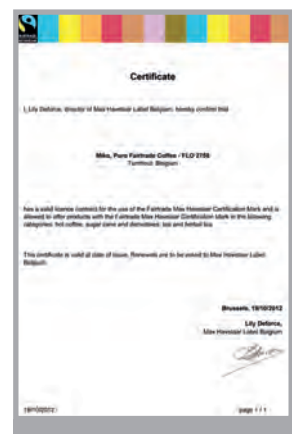 Certificate
I, Lily Deforce, director of Max Havelaar Label Belgium, hereby confirm that
Miko, Pure Fairtrade Coffee / FLO 2759
Turnhout, Belgium
has a valid licence contract for the use of the Fairtrade Max Havelaar Certification Mark and is
allowed to offer products with the Fairtrade Max Havelaar Certification Mark in the following
categories: hot coffee, sugar cane and derivatives, tea and herbal tea.
This certificate is valid at date of issue. Renewals are to be asked to Max Havelaar Label
Belgium.
Brussels, 19/10/2012
Lily Deforce,
Max Havelaar Label Belgium
19/10/2012
page 1 / 1